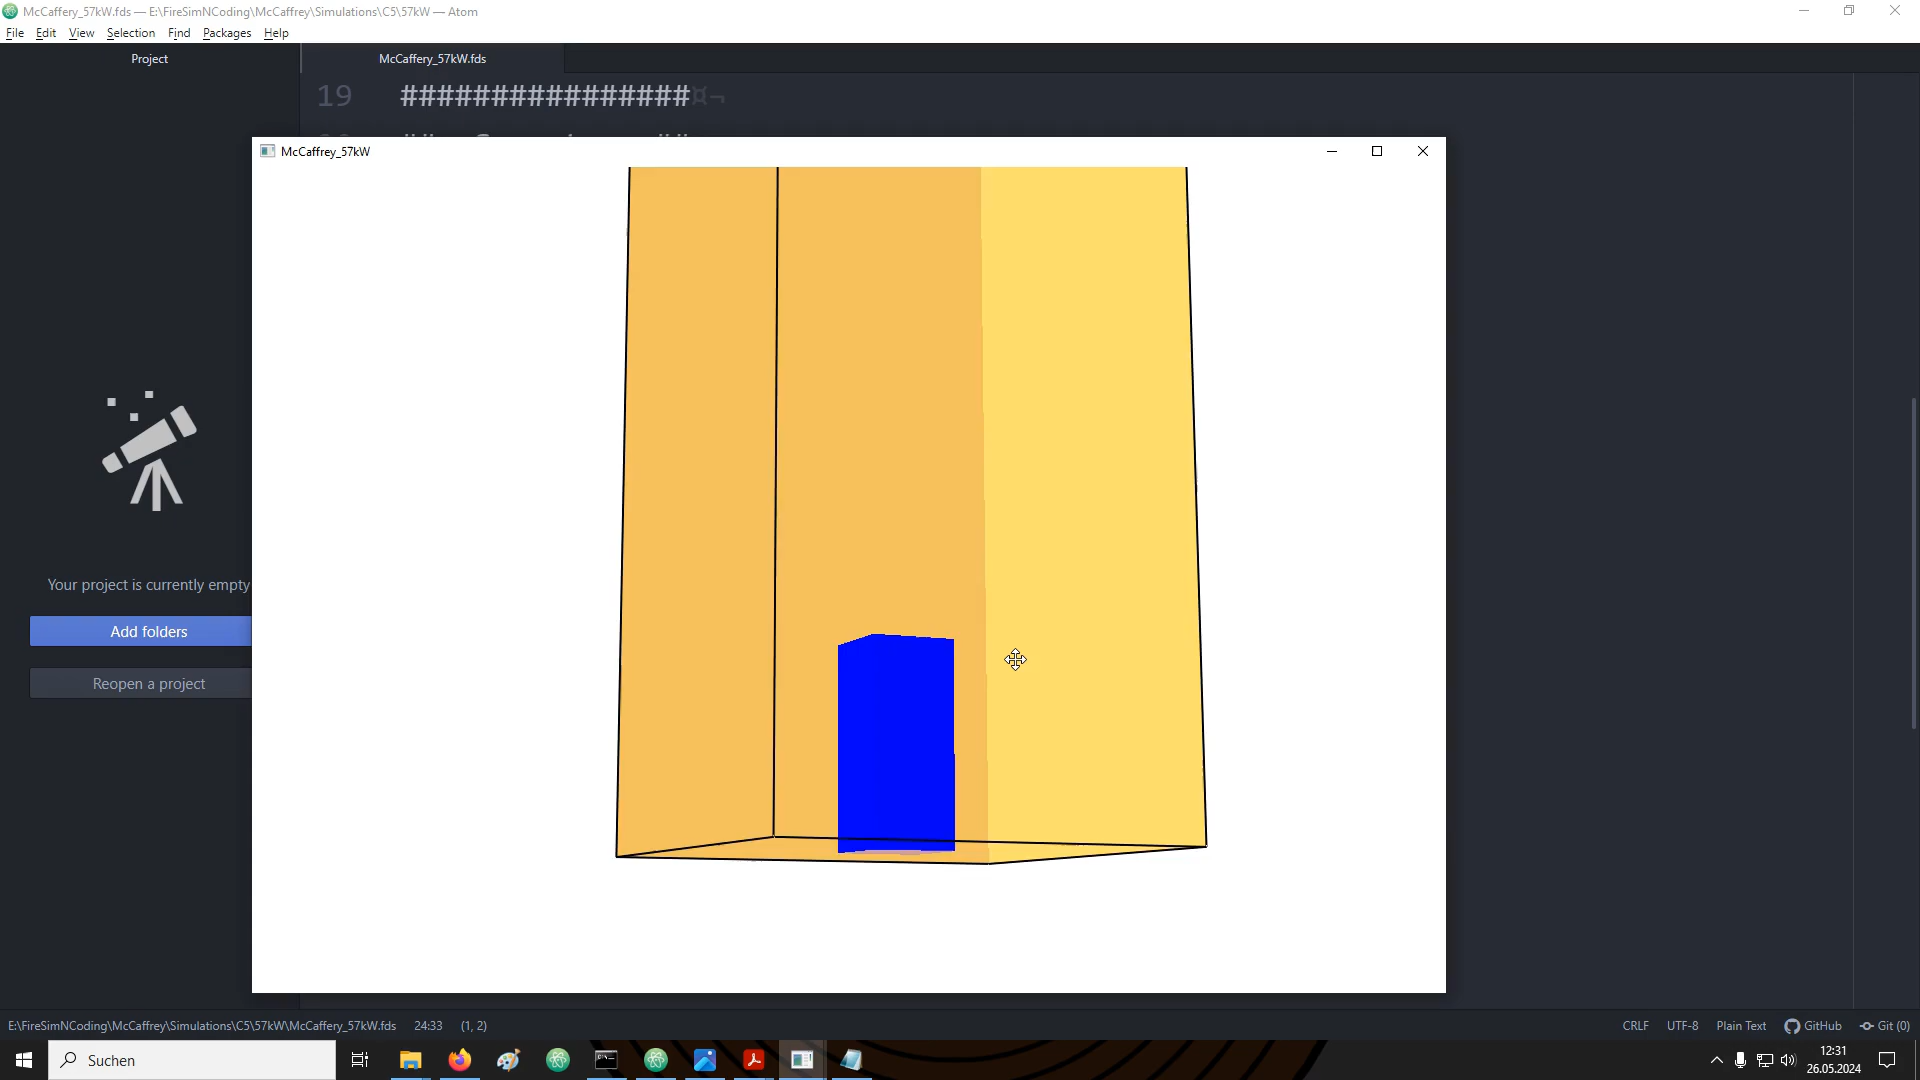 McCaffery_57kW.fds — E:\FireSimNCoding\McCaffrey\Simulations\C5\57kW — Atom
File Edit View Selection Find Packages Help
Project
McCaffery_57kW.fds
19 ################¤¬
McCaffrey_57kW
Your project is currently empty
Add folders
Reopen a project
E:\FireSimNCoding\McCaffrey\Simulations\C5\57kW\McCaffery_57kW.fds 24:33 (1, 2)
CRLF UTF-8 Plain Text GitHub Git (0)
Suchen
12:31
26.05.2024